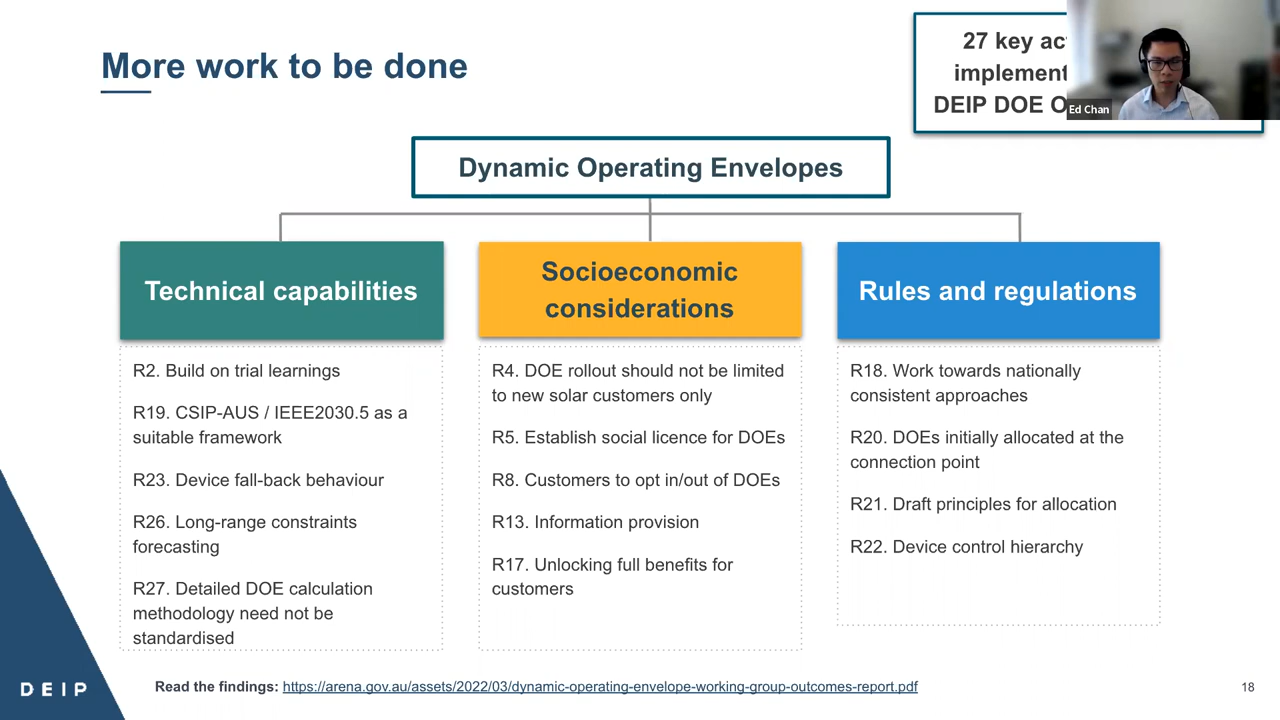 More work to be done
27 key
implement
DEIP DOE
Ed Chan
Dynamic Operating Envelopes
Technical capabilities
R2. Build on trial learnings
R19. CSIP-AUS / IEEE2030.5 as a
suitable framework
R23. Device fall-back behaviour
R26. Long-range constraints
forecasting
R27. Detailed DOE calculation
methodology need not be
standardised
Socioeconomic
considerations
R4. DOE rollout should not be limited
to new solar customers only
R5. Establish social licence for DOEs
R8. Customers to opt in/out of DOEs
R13. Information provision
R17. Unlocking full benefits for
customers
Rules and regulations
R18. Work towards nationally
consistent approaches
R20. DOEs initially allocated at the
connection point
R21. Draft principles for allocation
R22. Device control hierarchy
DEIP
Read the findings: https://arena.gov.au/assets/2022/03/dynamic-operating-envelope-working-group-outcomes-report.pdf
18